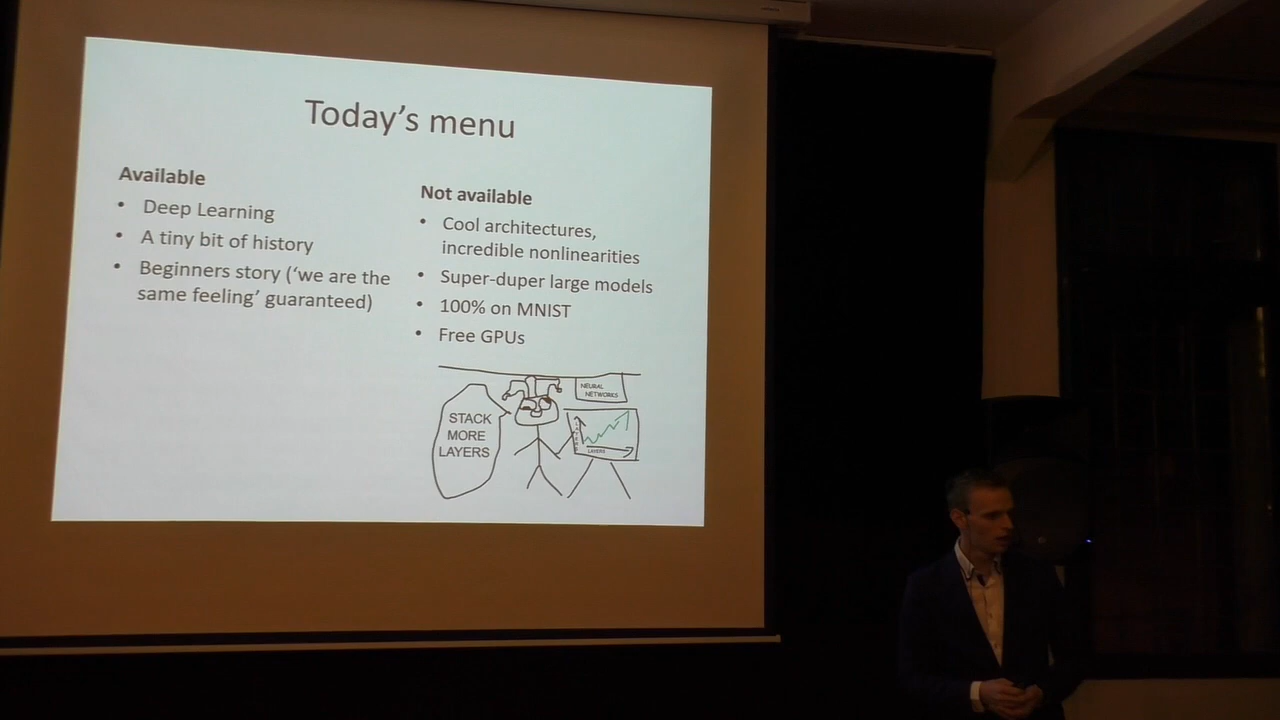 Today's menu
Available
Deep Learning
A tiny bit of history
Beginners story ('we are the
same feeling' guaranteed)
Not available
Cool architectures,
incredible nonlinearities
Super-duper large models
100% on MNIST
Free GPUs
STACK
MORE
LAYERS
NEURAL
NETWORKS
LAYERS